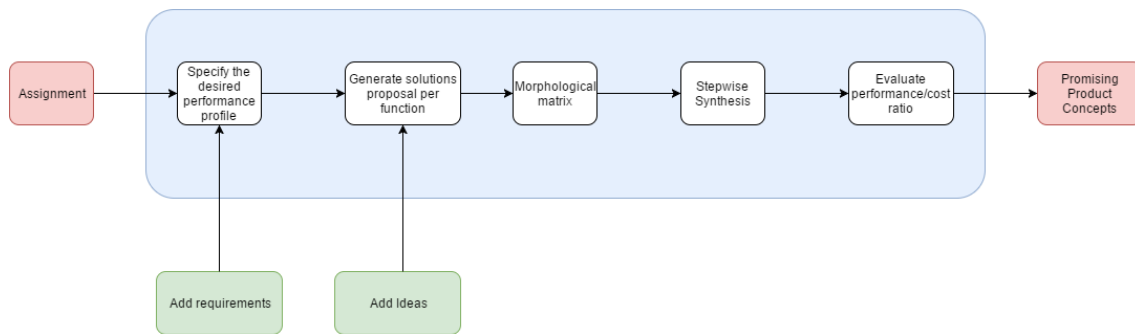 Assignment
Specify the
desired
performance
profile
Generate solutions
proposal per
function
Morphological
matrix
Stepwise
Synthesis
Evaluate
performance/cost
ratio
Promising
Product
Concepts
Add requirements
Add Ideas